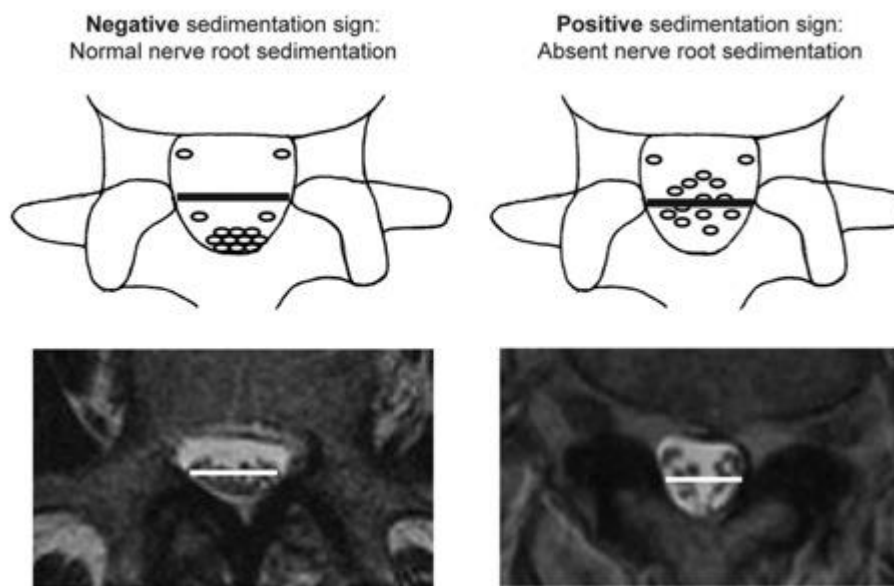 Negative sedimentation sign:
Normal nerve root sedimentation
Positive sedimentation sign:
Absent nerve root sedimentation